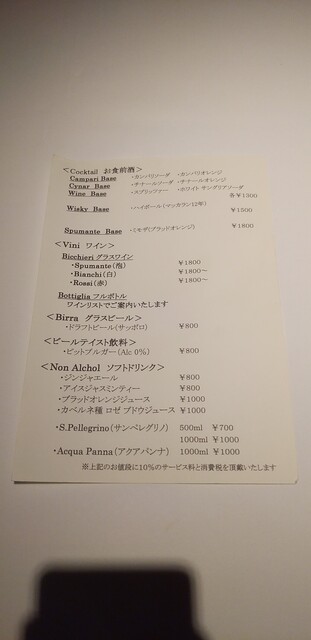 ＜Cocktail お食前酒＞
Campari Base ・カンパリソーダ ・カンパリオレンジ
Cynar Base ・チナールソーダ ・チナールオレンジ
Wine Base ・スプリッツァー ・ホワイト サングリアソーダ
各￥1300
Wisky Base ・ハイボール(マッカラン12年) ￥1500
Spumante Base ・ミモザ(ブラッドオレンジ) ￥1800
＜Vini ワイン＞
Bicchieri グラスワイン
・Spumante(泡) ￥1800
・Bianchi(白) ￥1800~
・Rossi(赤) ￥1800~
Bottiglia フルボトル
ワインリストでご案内いたします
＜Birra グラスビール＞
・ドラフトビール(サッポロ) ￥800
＜ビールテイスト飲料＞
・ビットブルガー(Alc 0%) ￥800
＜Non Alchol ソフトドリンク＞
・ジンジャエール ￥800
・アイスジャスミンティー ￥800
・ブラッドオレンジジュース ￥1000
・カベルネ種 ロゼ ブドウジュース ￥1000
・S.Pellegrino(サンペレグリノ) 500ml ￥700
1000ml ￥1000
・Acqua Panna(アクアパンナ) 1000ml ￥1000
※上記のお値段に10%のサービス料と消費税を頂戴いたします